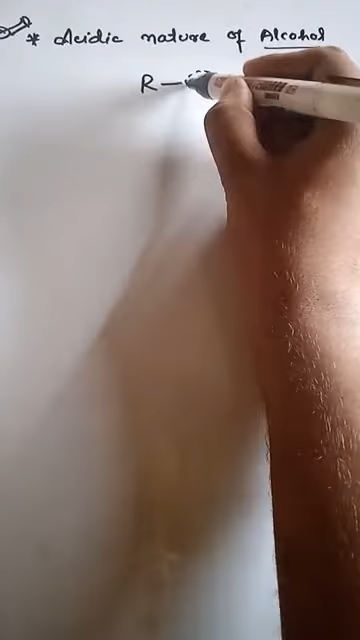 * Acidic nature of Alcohol
R —